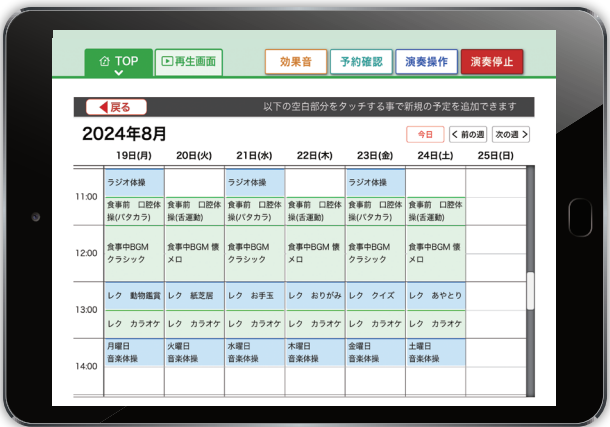 TOP
再生画面
効果音
予約確認
演奏操作
演奏停止
戻る
以下の空白部分をタッチする事で新規の予定を追加できます
2024年8月
今日
前の週
次の週
19日(月) 20日(火) 21日(水) 22日(木) 23日(金) 24日(土) 25日(日)
ラジオ体操 ラジオ体操 ラジオ体操
11:00
食事前 口腔体 食事前 口腔体 食事前 口腔体 食事前 口腔体 食事前 口腔体 食事前 口腔体
操(パタカラ) 操(舌運動) 操(パタカラ) 操(舌運動) 操(パタカラ) 操(舌運動)
12:00
食事中BGM 食事中BGM 懐 食事中BGM 食事中BGM 懐 食事中BGM 食事中BGM 懐
クラシック メロ クラシック メロ クラシック メロ
レク 動物鑑賞 レク 紙芝居 レク お手玉 レク おりがみ レク クイズ レク あやとり
13:00
レク カラオケ レク カラオケ レク カラオケ レク カラオケ レク カラオケ レク カラオケ
月曜日 火曜日 水曜日 木曜日 金曜日 土曜日
音楽体操 音楽体操 音楽体操 音楽体操 音楽体操 音楽体操
14:00